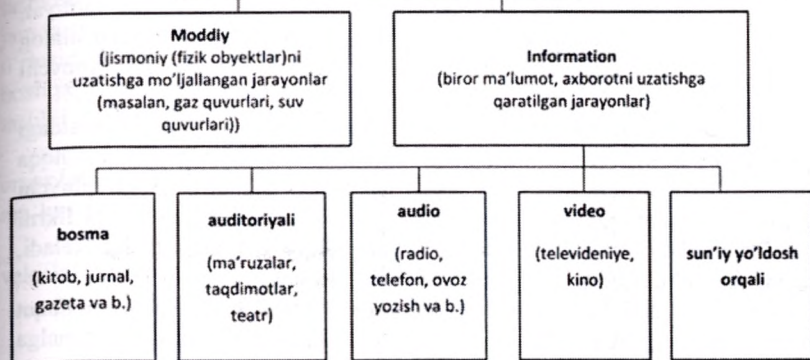 Moddiy
(jismoniy (fizik obyektlar)ni
uzatishga mo'ljallangan jarayonlar
(masalan, gaz quvurlari, suv
quvurlari))
Information
(biror ma'lumot, axborotni uzatishga
qaratilgan jarayonlar)
bosma
(kitob, jurnal,
gazeta va b.)
auditoriyali
(ma'ruzalar,
taqdimotlar,
teatr)
audio
(radio,
telefon, ovoz
yozish va b.)
video
(televideniye,
kino)
sun'iy yo'ldosh
orqali